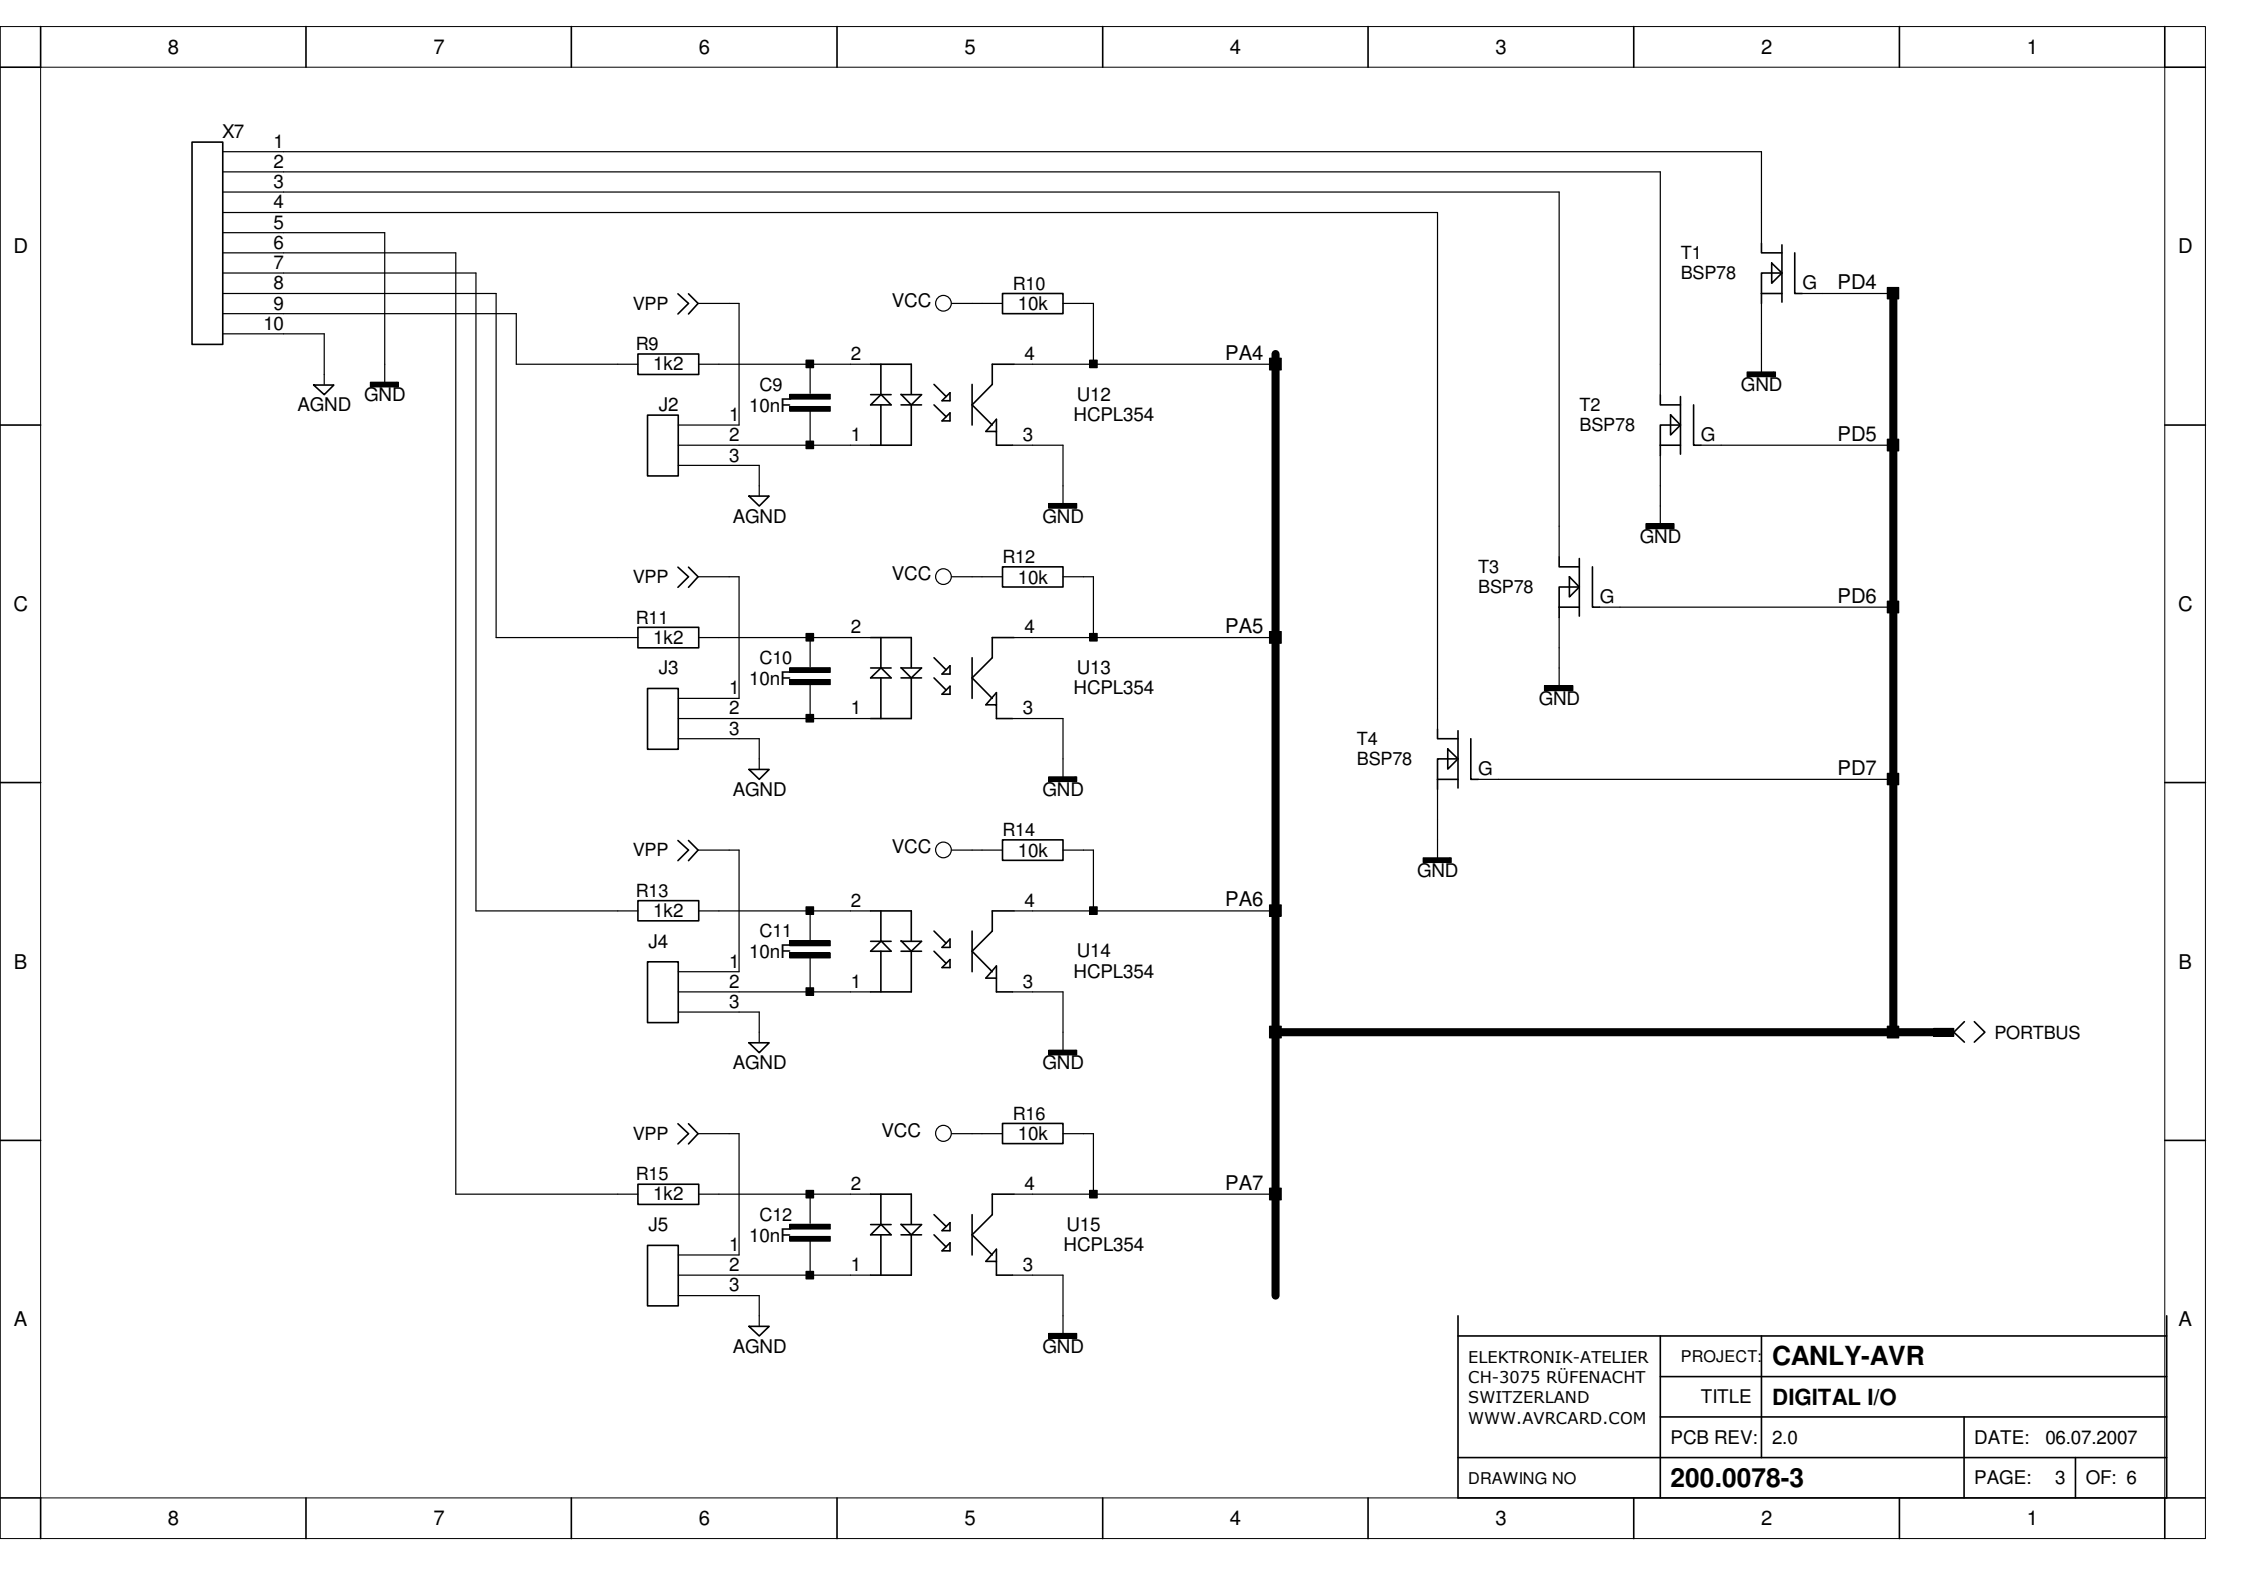 8 7 6 5 4 3 2 1
X7
1
2
3
4
5
6
7
8
9
10
AGND
GND
D
D
C
C
B
B
A
A
VPP
R9
1k2
J2
1
2
3
AGND
C9
10nF
2
1
VCC
R10
10k
4
3
U12
HCPL354
GND
PA4
VPP
R11
1k2
J3
1
2
3
AGND
C10
10nF
2
1
VCC
R12
10k
4
3
U13
HCPL354
GND
PA5
VPP
R13
1k2
J4
1
2
3
AGND
C11
10nF
2
1
VCC
R14
10k
4
3
U14
HCPL354
GND
PA6
VPP
R15
1k2
J5
1
2
3
AGND
C12
10nF
2
1
VCC
R16
10k
4
3
U15
HCPL354
GND
PA7
T1
BSP78
G
PD4
GND
T2
BSP78
G
PD5
GND
T3
BSP78
G
PD6
GND
T4
BSP78
G
PD7
GND
PORTBUS
ELEKTRONIK-ATELIER
CH-3075 RÜFENACHT
SWITZERLAND
WWW.AVRCARD.COM
PROJECT: CANLY-AVR
TITLE DIGITAL I/O
PCB REV: 2.0 DATE: 06.07.2007
DRAWING NO 200.0078-3 PAGE: 3 OF: 6
8 7 6 5 4 3 2 1